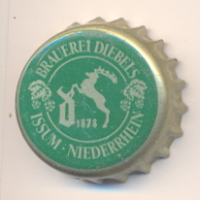 BRAUEREI DIEBELS
1878
ISSUM · NIEDERRHEIN